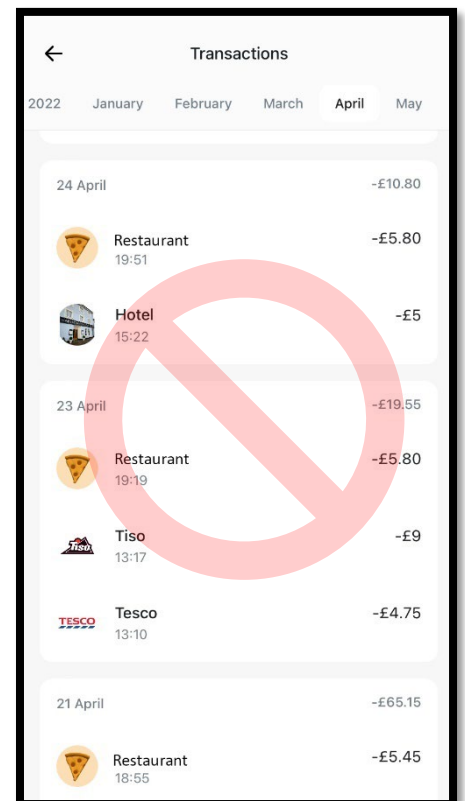 Transactions
2022 January February March April May
24 April -£10.80
Restaurant -£5.80
19:51
Hotel -£5
15:22
23 April -£19.55
Restaurant -£5.80
19:19
TISO Tiso -£9
13:17
TESCO Tesco -£4.75
13:10
21 April -£65.15
Restaurant -£5.45
18:55